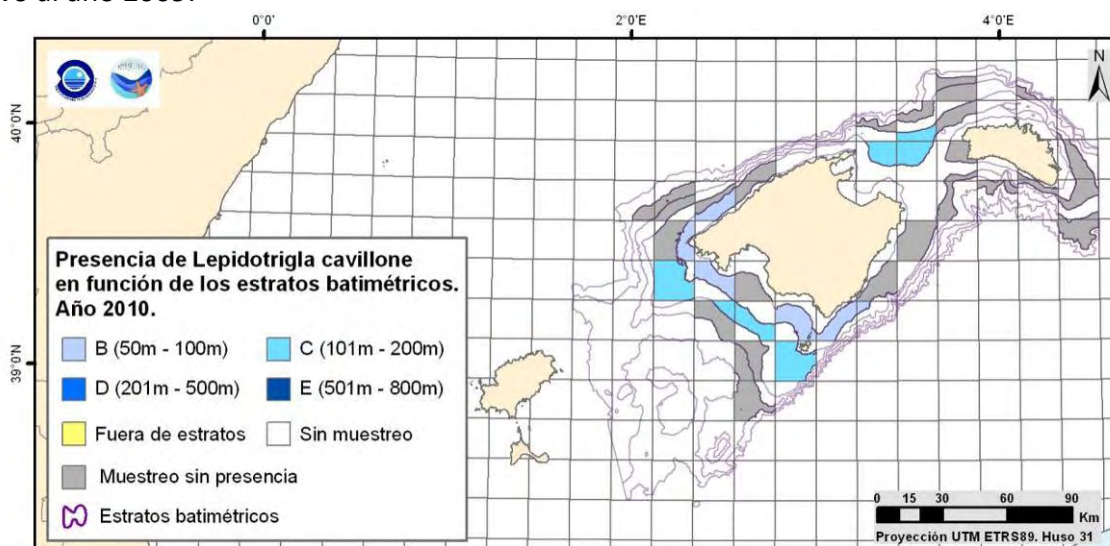 0°0'
2°0'E
4°0'E
N
40°0'N
39°0'N
Presencia de Lepidotrigla cavillone
en función de los estratos batimétricos.
Año 2010.
B (50m - 100m)
C (101m - 200m)
D (201m - 500m)
E (501m - 800m)
Fuera de estratos
Sin muestreo
Muestreo sin presencia
Estratos batimétricos
0 15 30 60 90
Km
Proyección UTM ETRS89. Huso 31